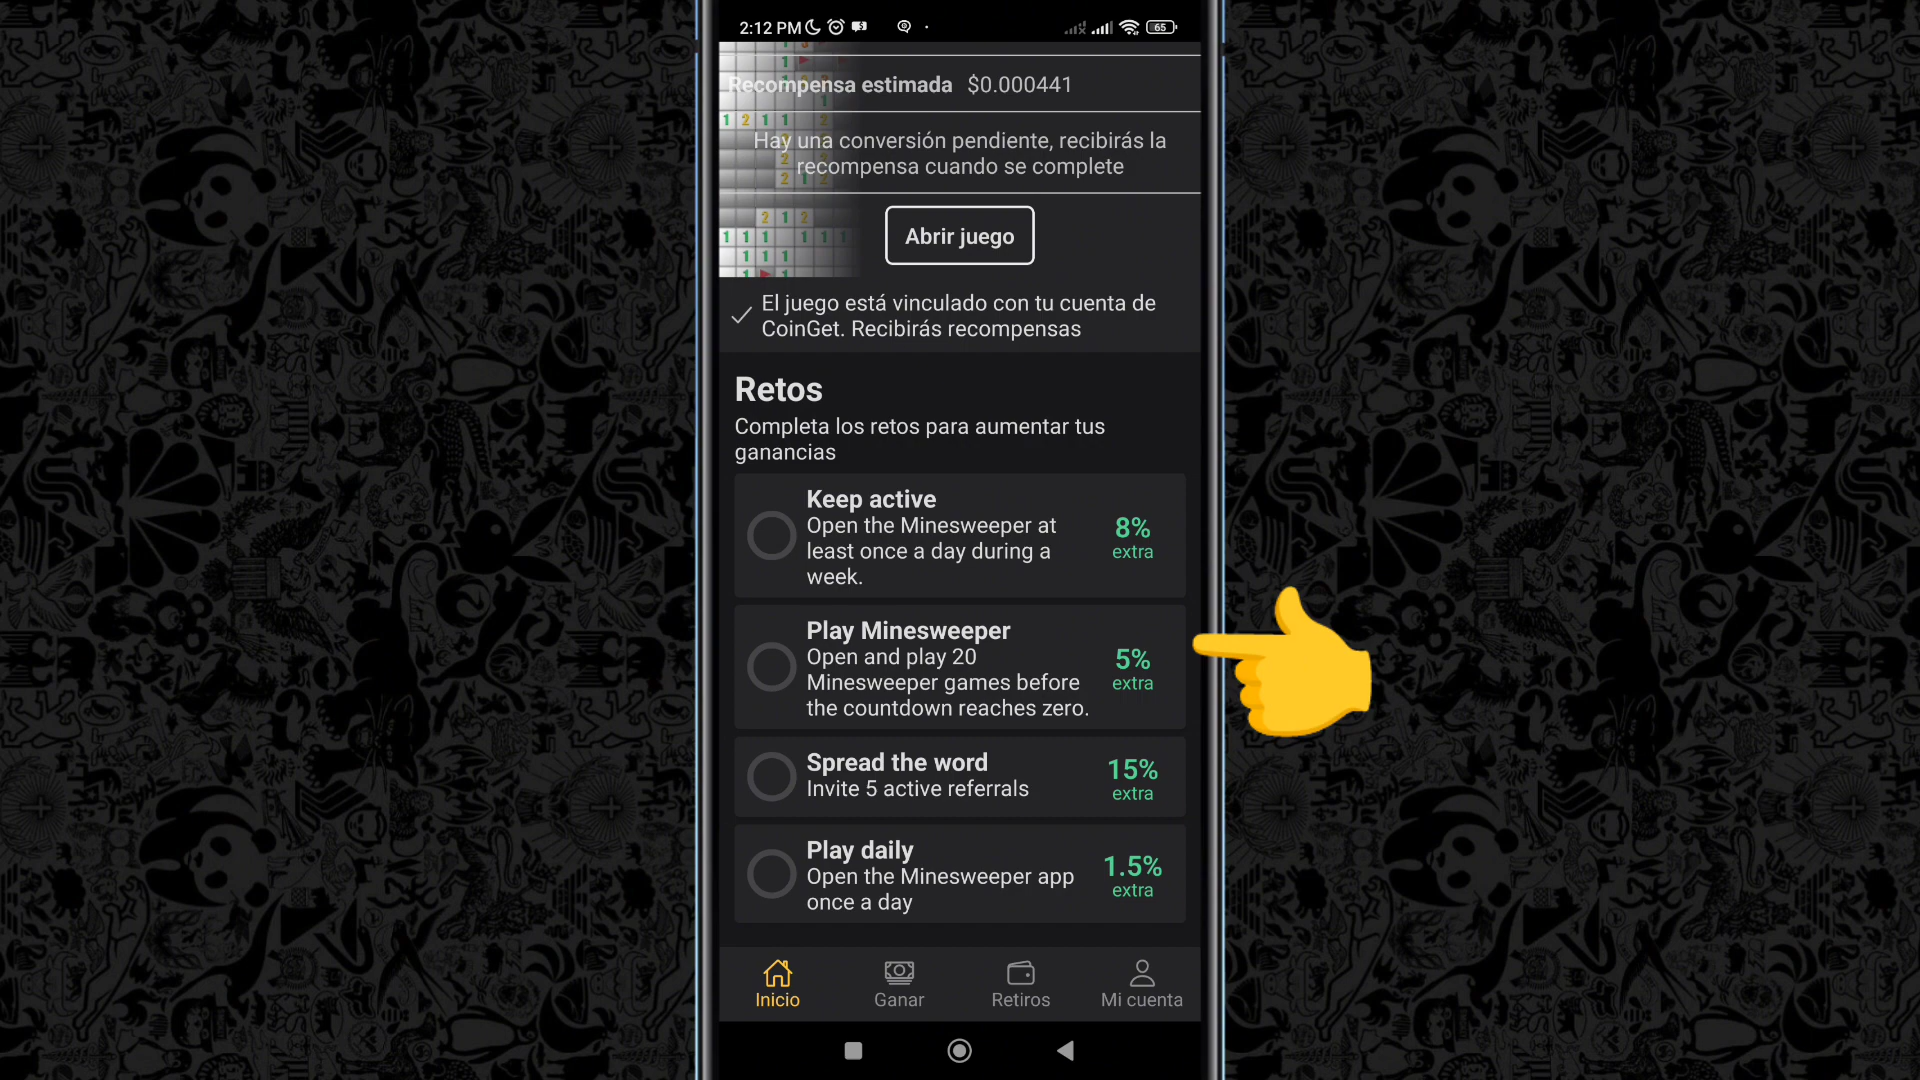 2:12 PM
65
Recompensa estimada $0.000441
Hay una conversión pendiente, recibirás la
recompensa cuando se complete
Abrir juego
El juego está vinculado con tu cuenta de
CoinGet. Recibirás recompensas
Retos
Completa los retos para aumentar tus
ganancias
Keep active
Open the Minesweeper at
least once a day during a
week.
8%
extra
Play Minesweeper
Open and play 20
Minesweeper games before
the countdown reaches zero.
5%
extra
Spread the word
Invite 5 active referrals
15%
extra
Play daily
Open the Minesweeper app
once a day
1.5%
extra
Inicio
Ganar
Retiros
Mi cuenta